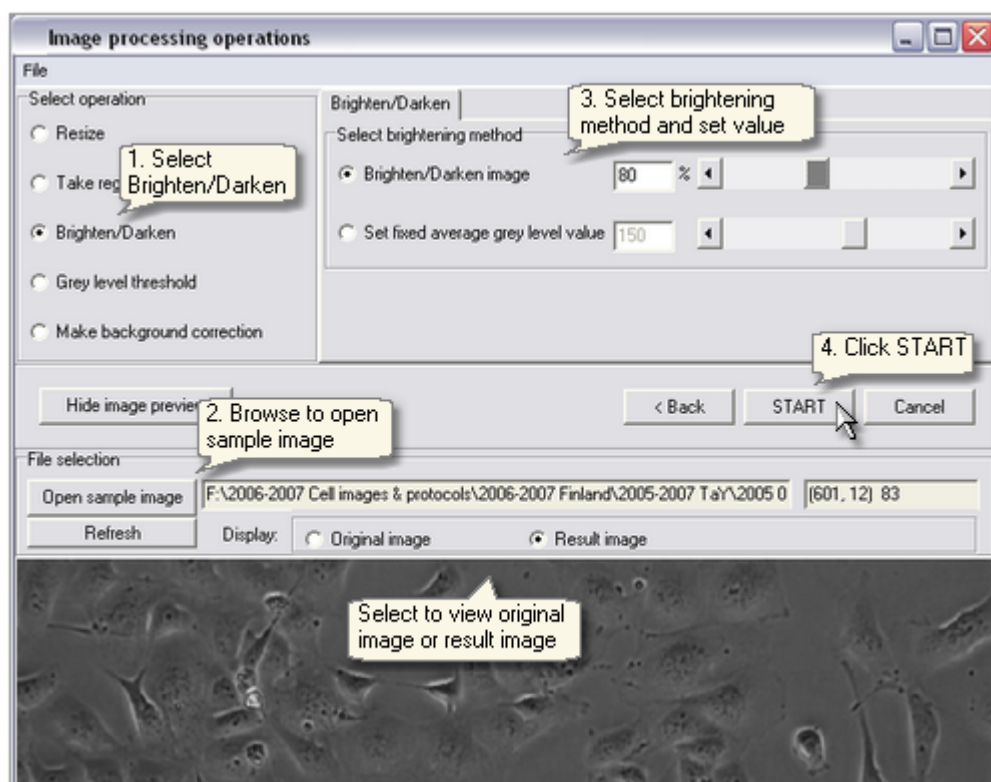 Image processing operations
File
Select operation
Resize
Take reg
Brighten/Darken
Grey level threshold
Make background correction
1. Select
Brighten/Darken
Brighten/Darken
Select brightening method
Brighten/Darken image
80
%
Set fixed average grey level value
150
3. Select brightening
method and set value
4. Click START
Hide image previe
< Back
START
Cancel
2. Browse to open
sample image
File selection
Open sample image
F:\2006-2007 Cell images & protocols\2006-2007 Finland\2005-2007 TaY\2005 0
(601, 12) 83
Refresh
Display:
Original image
Result image
Select to view original
image or result image